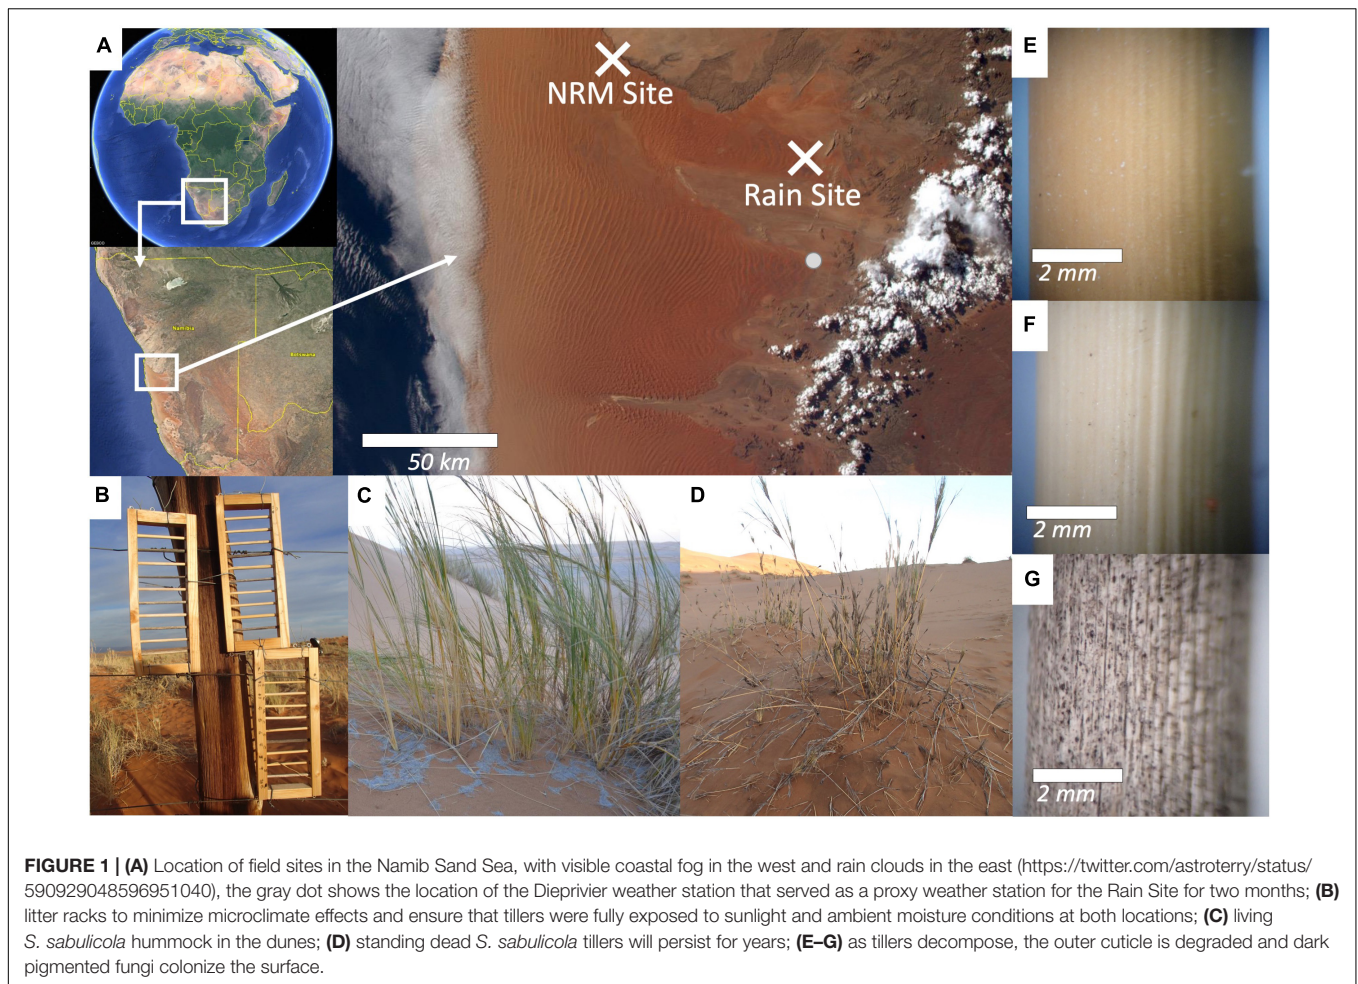 A
NRM Site
Rain Site
Namibia
Botswana
50 km
E
2 mm
F
2 mm
G
2 mm
B
C
D
FIGURE 1 | (A) Location of field sites in the Namib Sand Sea, with visible coastal fog in the west and rain clouds in the east (https://twitter.com/astroterry/status/
590929048596951040), the gray dot shows the location of the Dieprivier weather station that served as a proxy weather station for the Rain Site for two months; (B)
litter racks to minimize microclimate effects and ensure that tillers were fully exposed to sunlight and ambient moisture conditions at both locations; (C) living
S. sabulicola hummock in the dunes; (D) standing dead S. sabulicola tillers will persist for years; (E–G) as tillers decompose, the outer cuticle is degraded and dark
pigmented fungi colonize the surface.